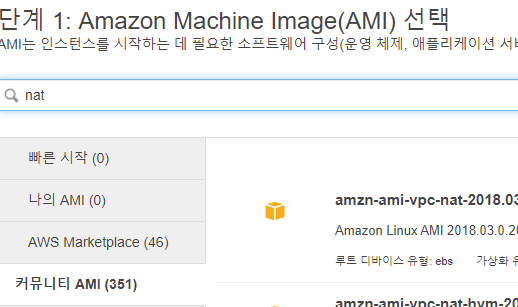 단계 1: Amazon Machine Image(AMI) 선택
AMI는 인스턴스를 시작하는 데 필요한 소프트웨어 구성(운영 체제, 애플리케이션 서버
nat
빠른 시작 (0)
나의 AMI (0)
AWS Marketplace (46)
커뮤니티 AMI (351)
amzn-ami-vpc-nat-2018.03
Amazon Linux AMI 2018.03.0.20
루트 디바이스 유형: ebs 가상화 유
amzn-ami-vpc-nat-hvm-20